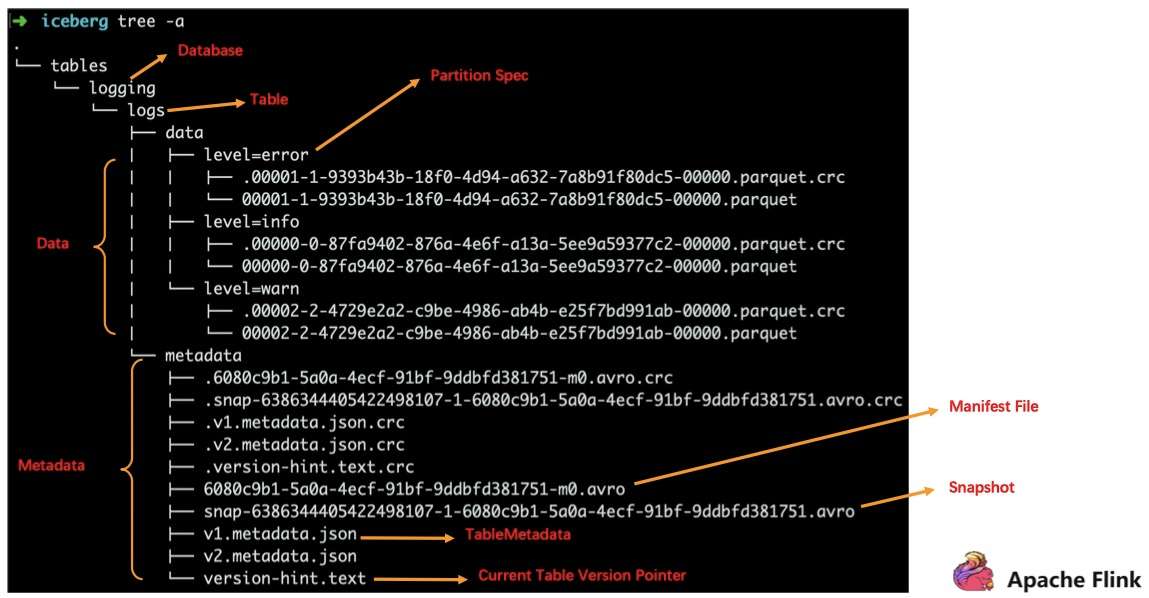 ➜ iceberg tree -a
.
└── tables
Database
└── logging
Partition Spec
└── logs
Table
├── data
│ ├── level=error
│ │ ├── .00001-1-9393b43b-18f0-4d94-a632-7a8b91f80dc5-00000.parquet.crc
│ │ └── 00001-1-9393b43b-18f0-4d94-a632-7a8b91f80dc5-00000.parquet
│ ├── level=info
Data
│ │ ├── .00000-0-87fa9402-876a-4e6f-a13a-5ee9a59377c2-00000.parquet.crc
│ │ └── 00000-0-87fa9402-876a-4e6f-a13a-5ee9a59377c2-00000.parquet
│ └── level=warn
│ ├── .00002-2-4729e2a2-c9be-4986-ab4b-e25f7bd991ab-00000.parquet.crc
│ └── 00002-2-4729e2a2-c9be-4986-ab4b-e25f7bd991ab-00000.parquet
└── metadata
├── .6080c9b1-5a0a-4ecf-91bf-9ddbfd381751-m0.avro.crc
├── .snap-6386344405422498107-1-6080c9b1-5a0a-4ecf-91bf-9ddbfd381751.avro.crc
Manifest File
├── .v1.metadata.json.crc
├── .v2.metadata.json.crc
Metadata
├── .version-hint.text.crc
├── 6080c9b1-5a0a-4ecf-91bf-9ddbfd381751-m0.avro
Snapshot
├── snap-6386344405422498107-1-6080c9b1-5a0a-4ecf-91bf-9ddbfd381751.avro
├── v1.metadata.json
TableMetadata
├── v2.metadata.json
└── version-hint.text
Current Table Version Pointer
Apache Flink